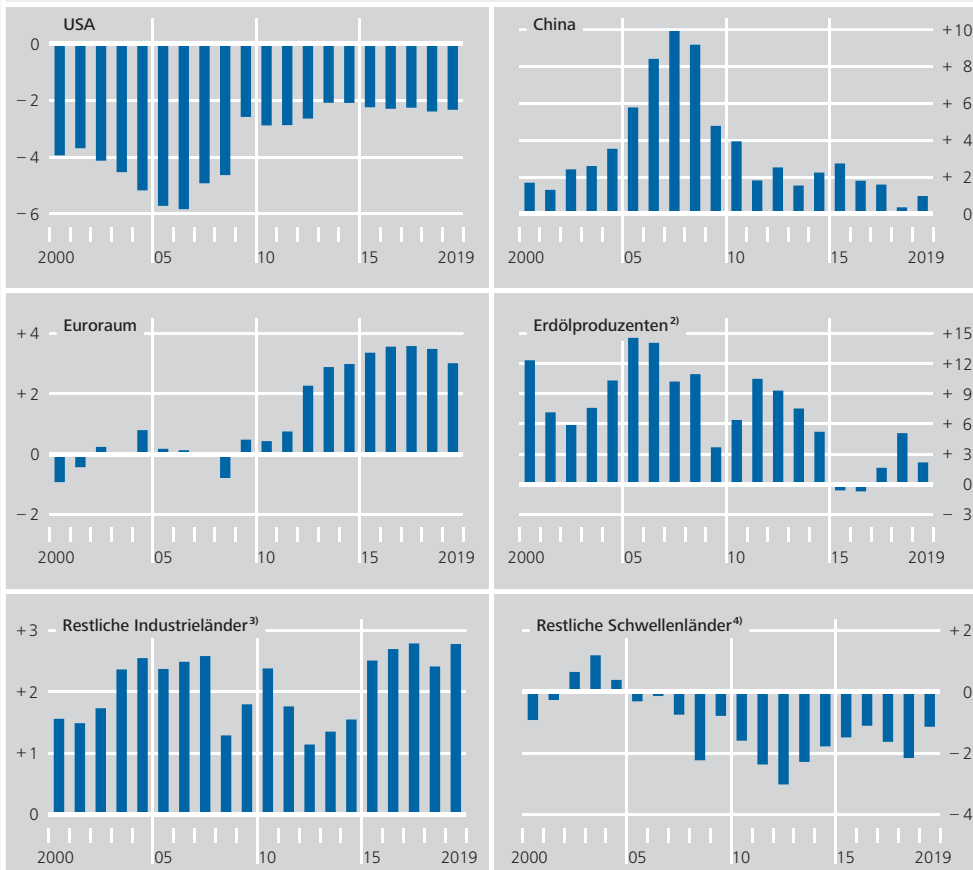 USA
0
− 2
− 4
− 6
2000 05 10 15 2019
China
+ 10
+ 8
+ 6
+ 4
+ 2
0
2000 05 10 15 2019
Euroraum
+ 4
+ 2
0
− 2
2000 05 10 15 2019
Erdölproduzenten²⁾
+ 15
+ 12
+ 9
+ 6
+ 3
0
− 3
2000 05 10 15 2019
Restliche Industrieländer³⁾
+ 3
+ 2
+ 1
0
2000 05 10 15 2019
Restliche Schwellenländer⁴⁾
+ 2
0
− 2
− 4
2000 05 10 15 2019